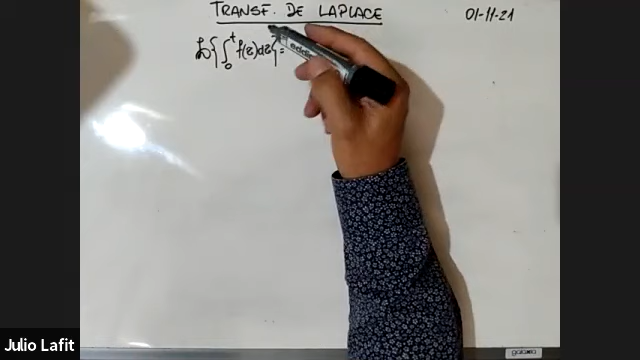 TRANSF. DE LAPLACE
01-11-21
ℒ{∫₀ᵗ f(z)dz} =
Julio Lafit